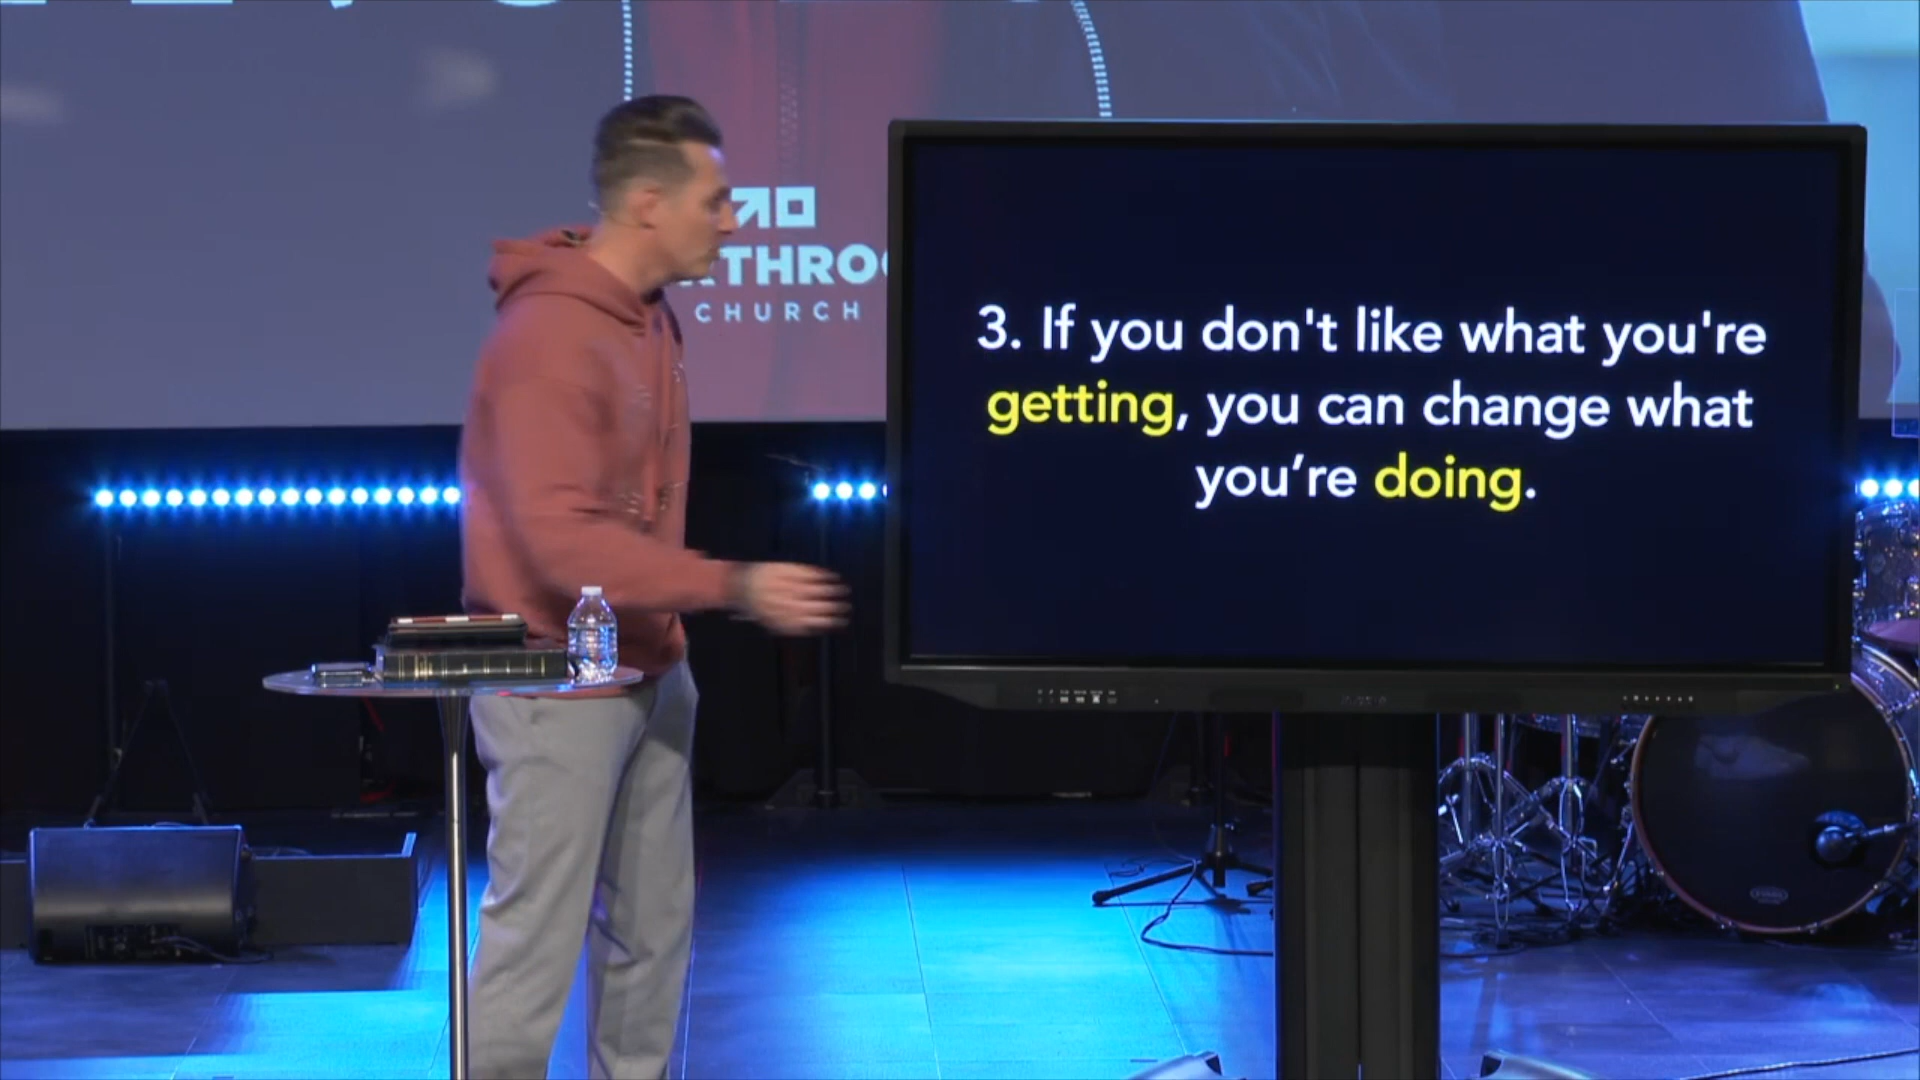 CHURCH
3. If you don't like what you're
getting, you can change what
you’re doing.